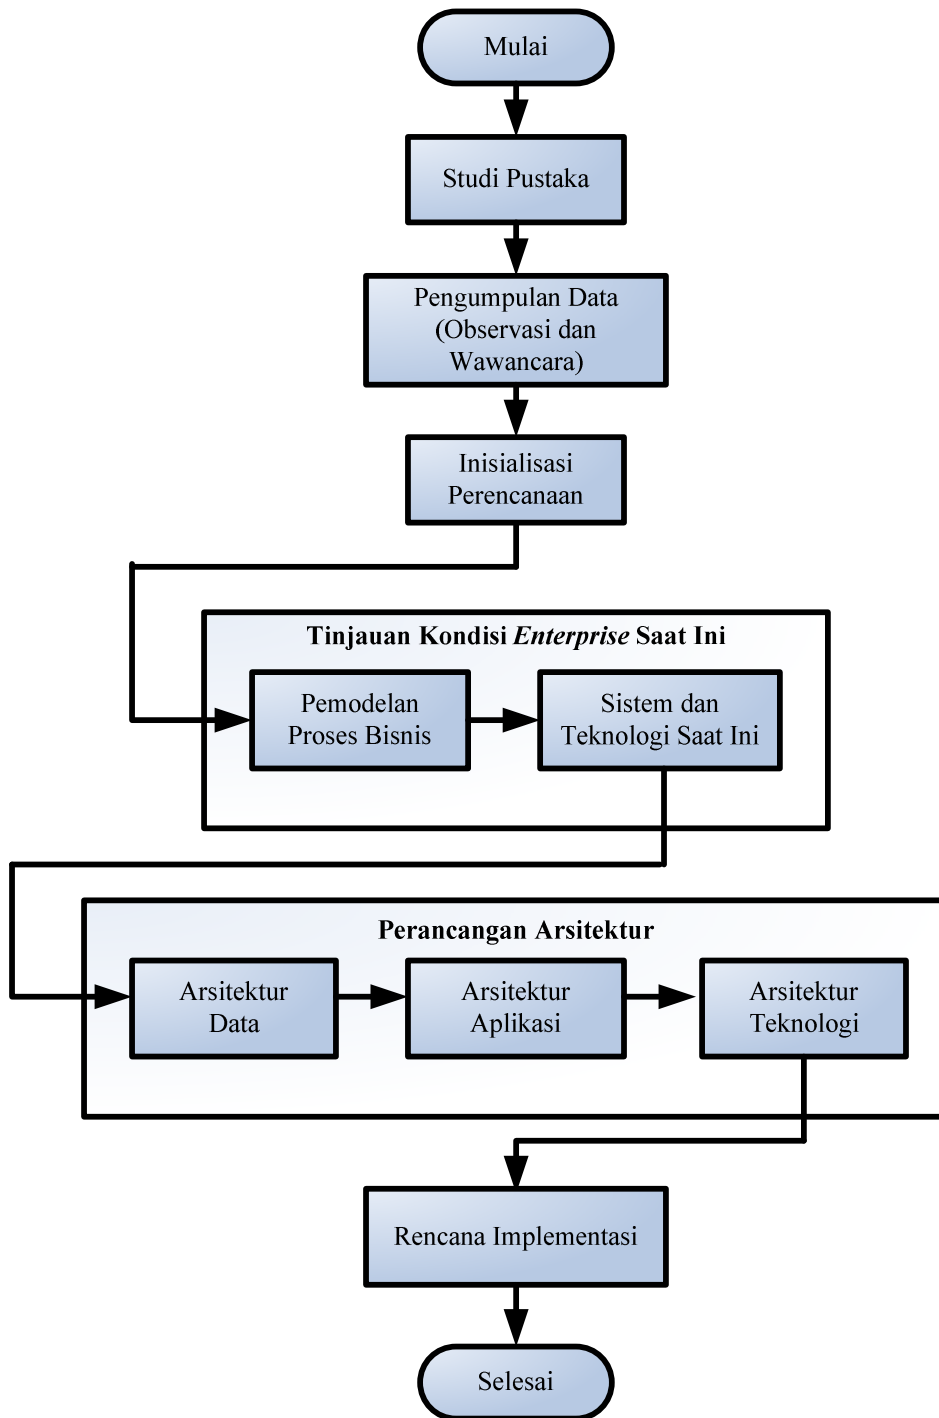 Mulai
Studi Pustaka
Pengumpulan Data
(Observasi dan
Wawancara)
Inisialisasi
Perencanaan
Tinjauan Kondisi Enterprise Saat Ini
Pemodelan
Proses Bisnis
Sistem dan
Teknologi Saat Ini
Perancangan Arsitektur
Arsitektur
Data
Arsitektur
Aplikasi
Arsitektur
Teknologi
Rencana Implementasi
Selesai